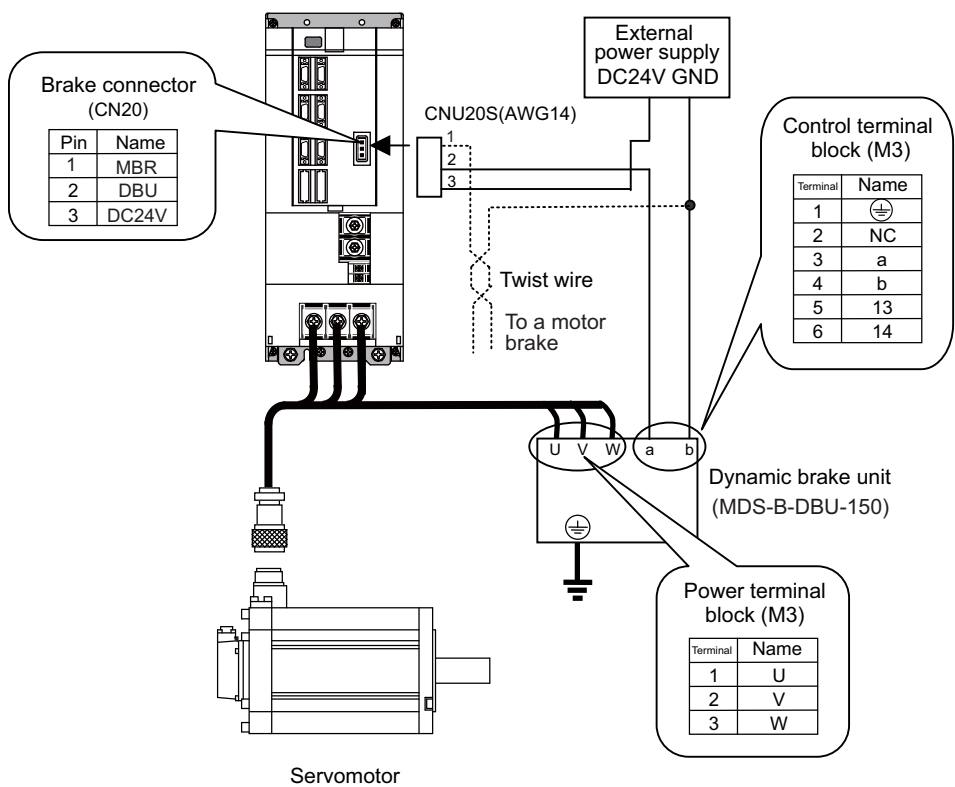 External
power supply
DC24V GND
Brake connector
(CN20)
Pin Name
1 MBR
2 DBU
3 DC24V
CNU20S(AWG14)
1
2
3
Control terminal
block (M3)
Terminal Name
1 ⏚
2 NC
3 a
4 b
5 13
6 14
Twist wire
To a motor
brake
U V W a b
Dynamic brake unit
(MDS-B-DBU-150)
Power terminal
block (M3)
Terminal Name
1 U
2 V
3 W
Servomotor